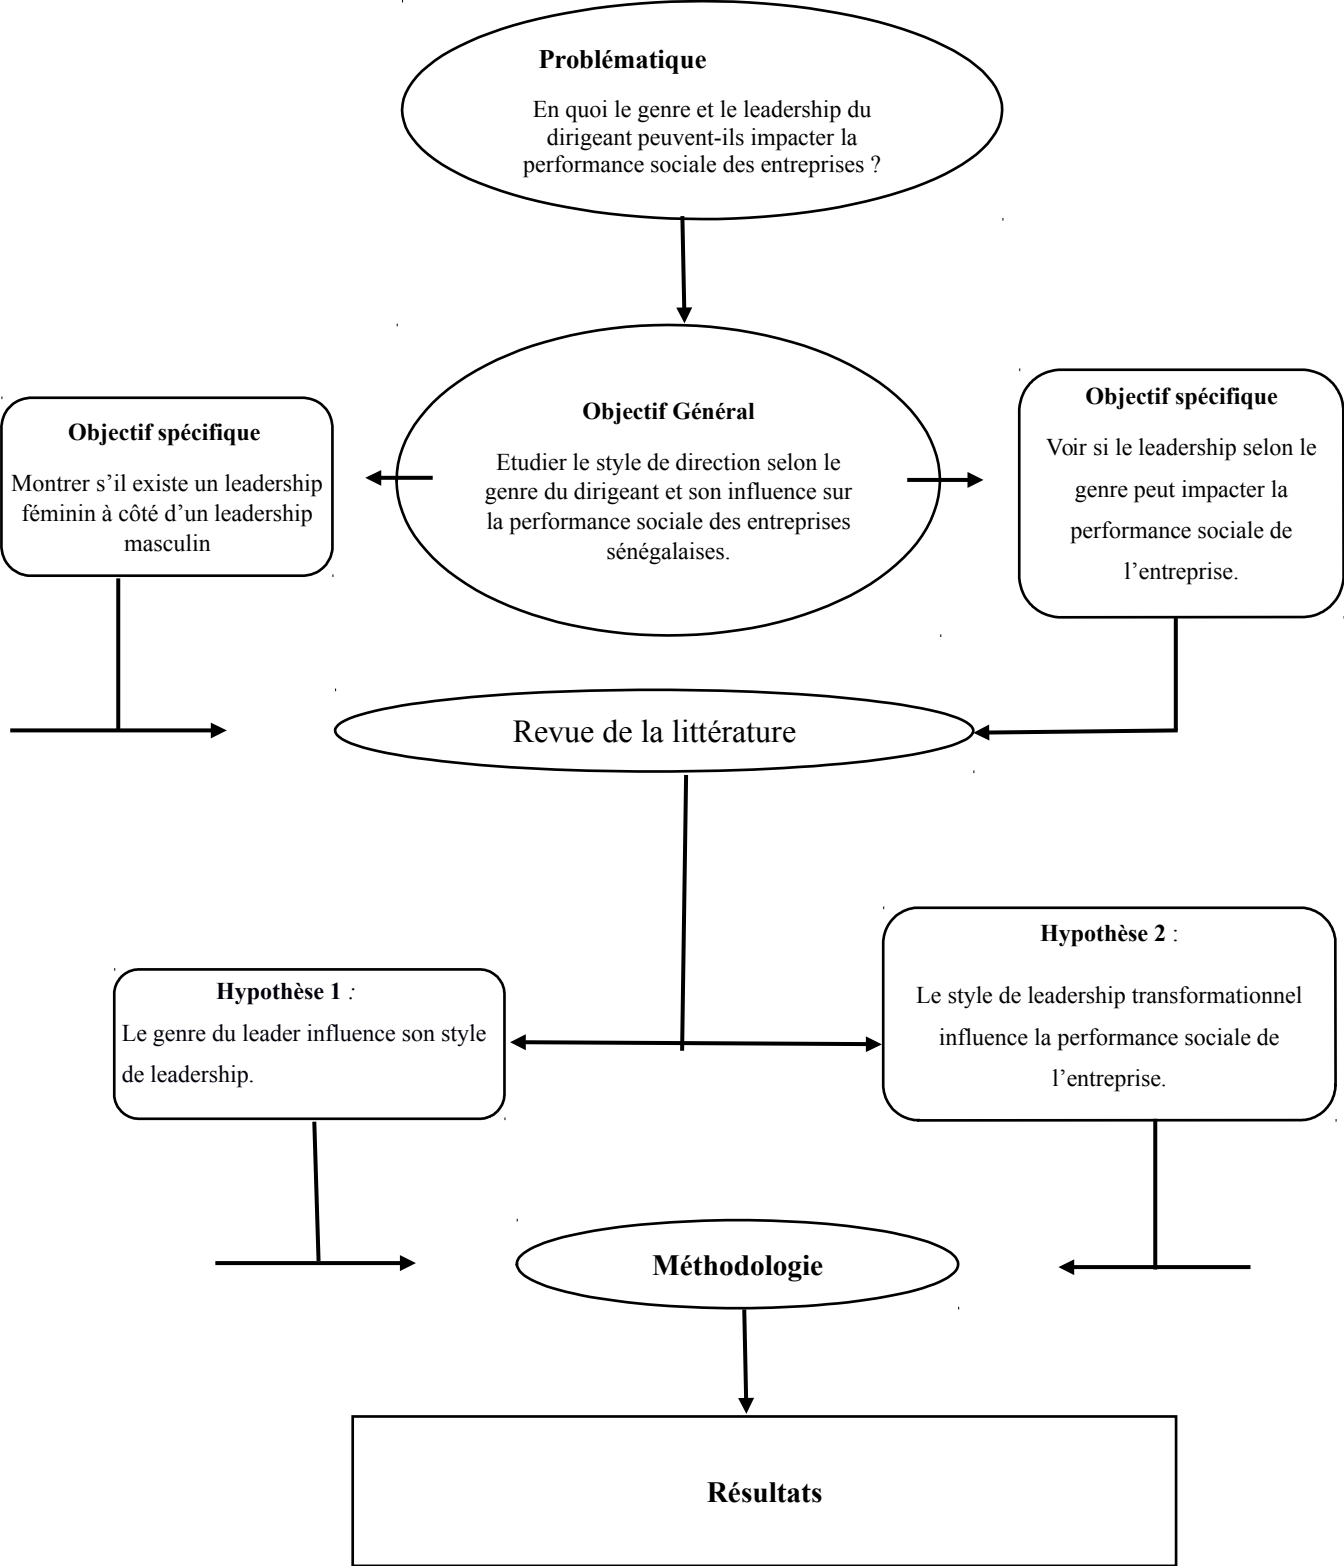 Problématique
En quoi le genre et le leadership du
dirigeant peuvent-ils impacter la
performance sociale des entreprises ?
Objectif Général
Etudier le style de direction selon le
genre du dirigeant et son influence sur
la performance sociale des entreprises
sénégalaises.
Objectif spécifique
Montrer s’il existe un leadership
féminin à côté d’un leadership
masculin
Objectif spécifique
Voir si le leadership selon le
genre peut impacter la
performance sociale de
l’entreprise.
Revue de la littérature
Hypothèse 1 :
Le genre du leader influence son style
de leadership.
Hypothèse 2 :
Le style de leadership transformationnel
influence la performance sociale de
l’entreprise.
Méthodologie
Résultats